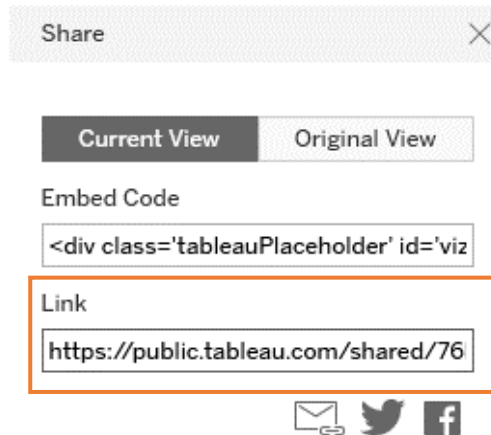 Share
Current View Original View
Embed Code
<div class='tableauPlaceholder' id='viz
Link
https://public.tableau.com/shared/76